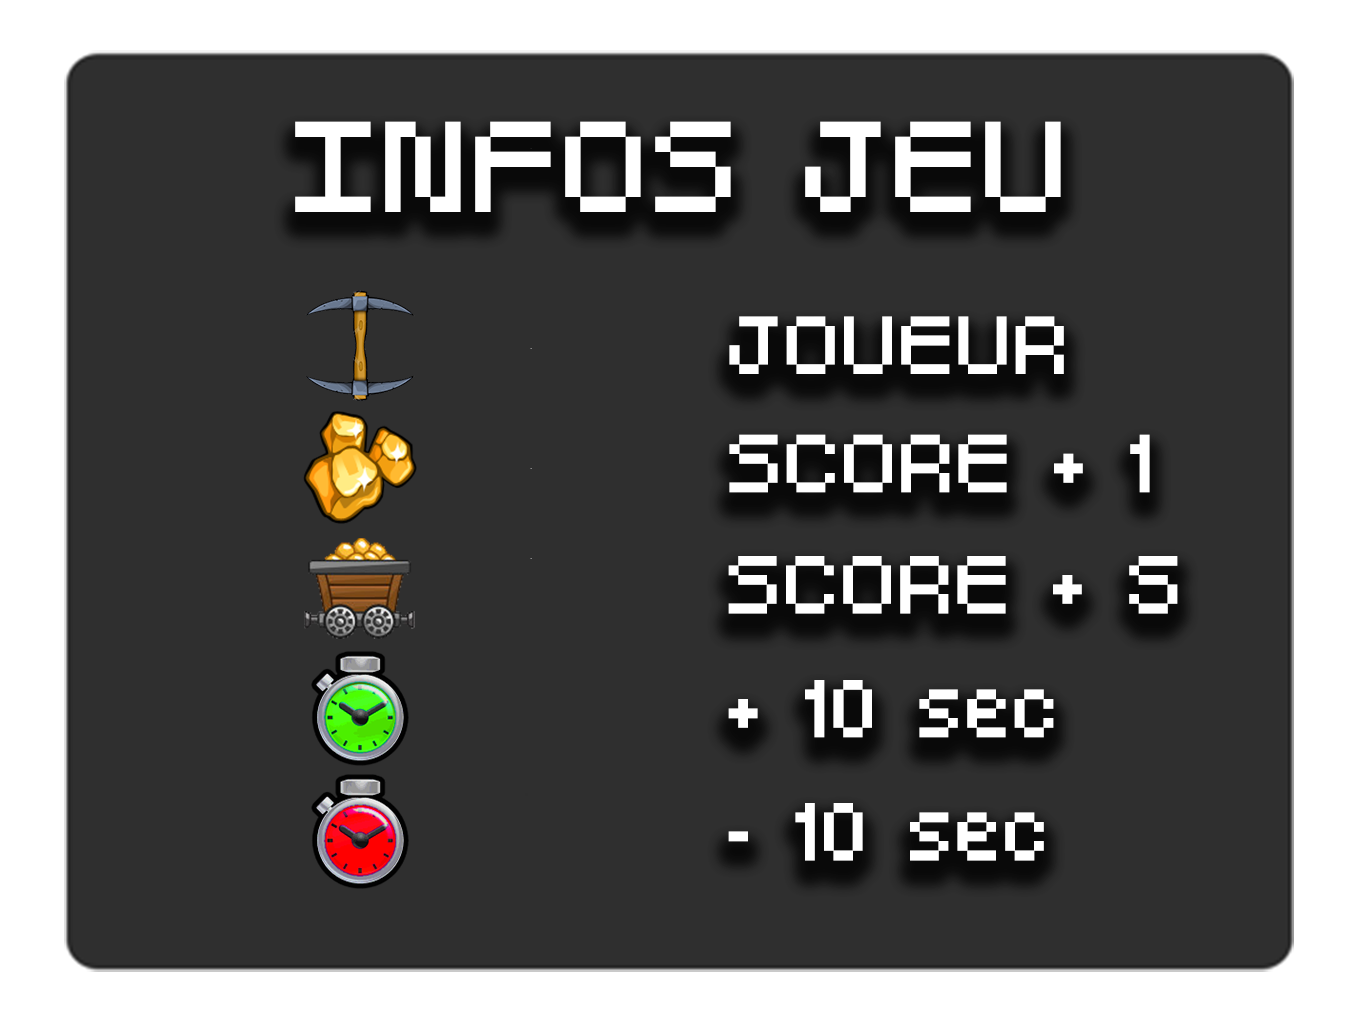 INFOS JEU
JOUEUR
SCORE + 1
SCORE + 5
+ 10 sec
- 10 sec